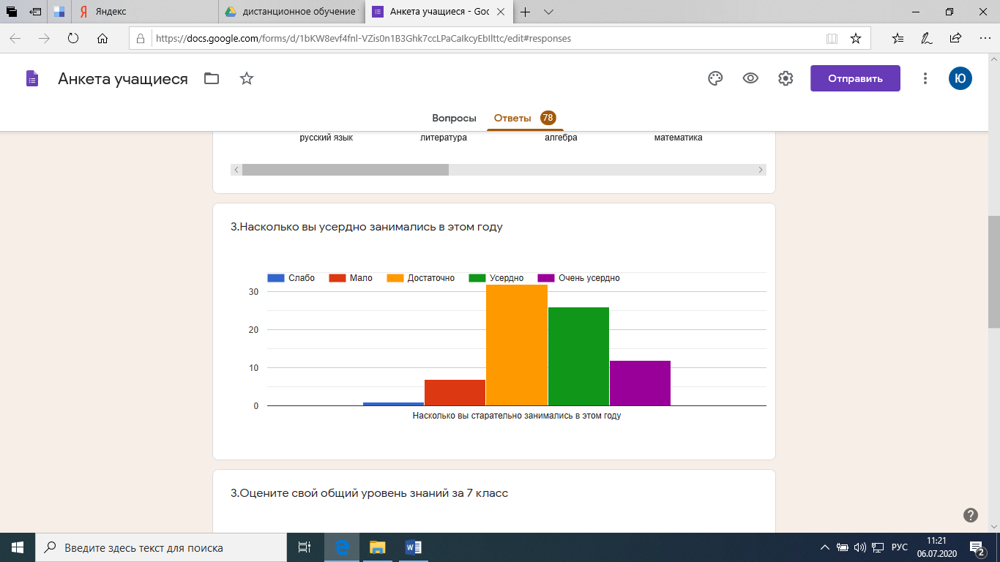 Яндекс
дистанционное обучение
Анкета учащиеся - Goo
https://docs.google.com/forms/d/1bKW8evf4fnl-VZis0n1B3Ghk7ccLPaCaIkcyEbIlttc/edit#responses
Анкета учащиеся
Отправить
Ю
Вопросы
Ответы 78
русский язык литература алгебра математика
3.Насколько вы усердно занимались в этом году
Слабо Мало Достаточно Усердно Очень усердно
30
20
10
0
Насколько вы старательно занимались в этом году
3.Оцените свой общий уровень знаний за 7 класс
Введите здесь текст для поиска
РУС
11:21
06.07.2020
2